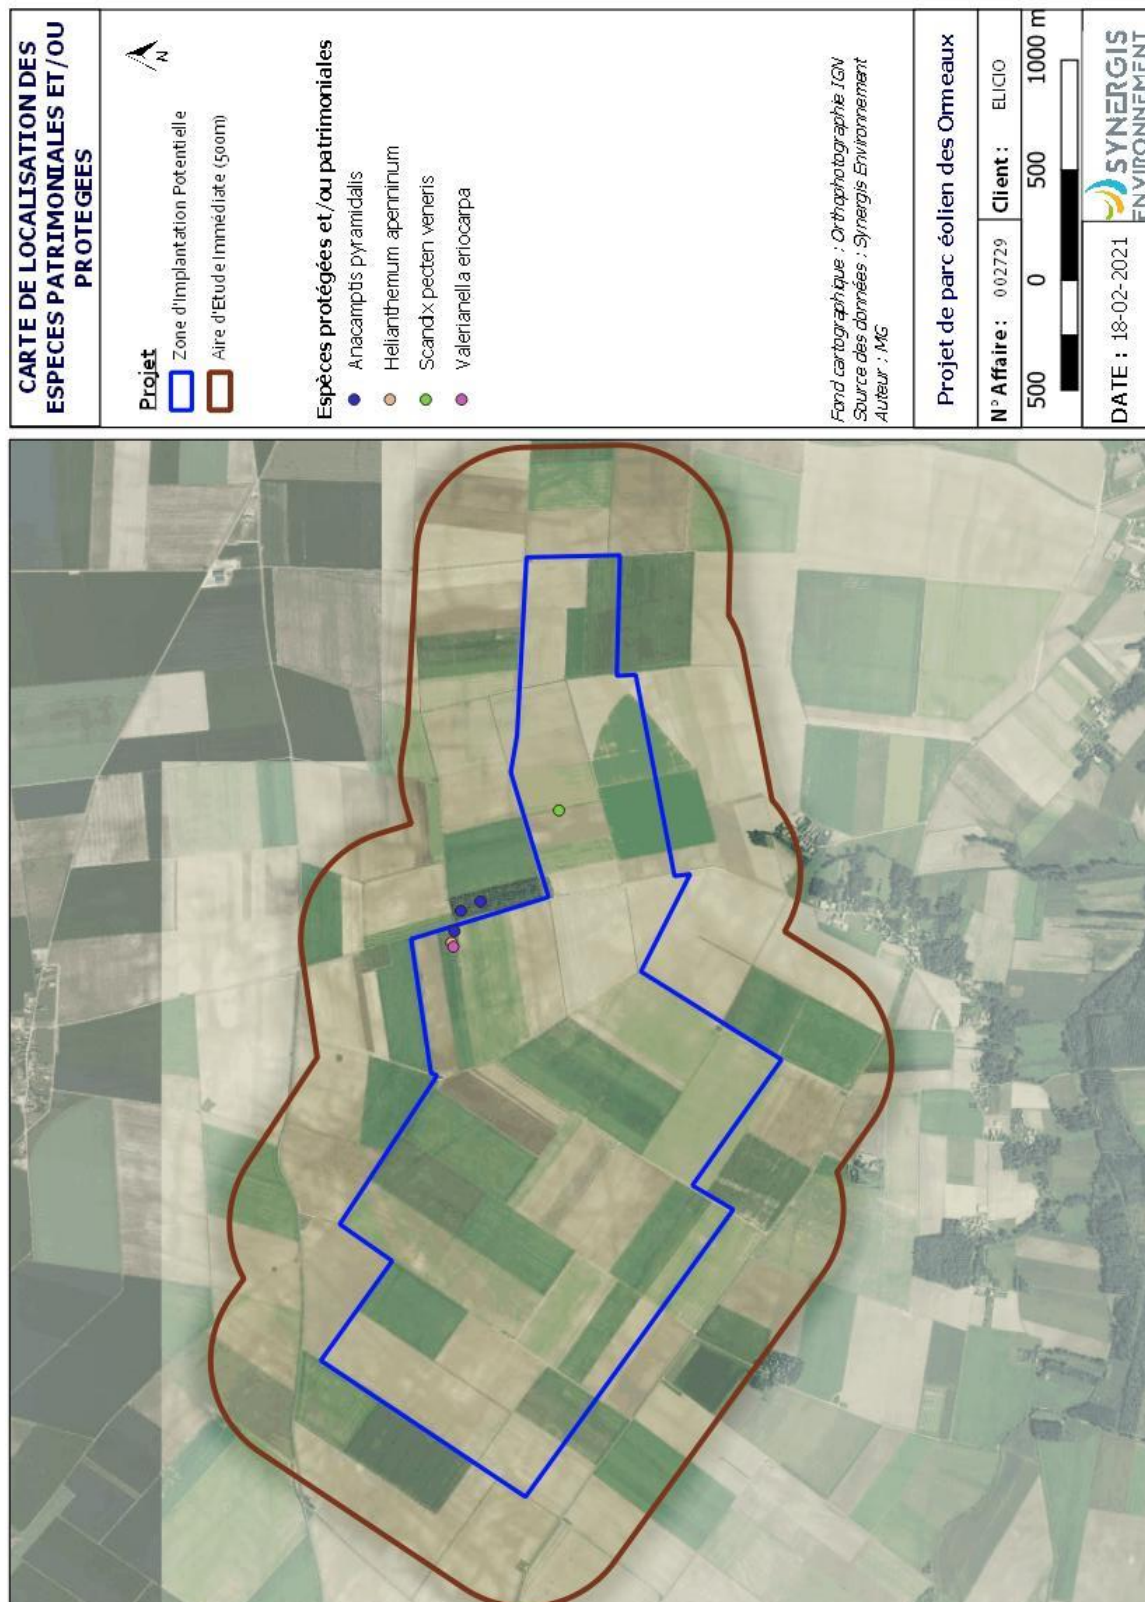 CARTE DE LOCALISATION DES
ESPECES PATRIMONIALES ET/OU
PROTEGEES
N
Projet
Zone d'Implantation Potentielle
Aire d'Etude Immédiate (500m)
Espèces protégées et/ou patrimoniales
Anacamptis pyramidalis
Helianthemum apenninum
Scandix pecten veneris
Valerianella eriocarpa
Fond cartographique : Orthophotographie IGN
Source des données : Synergis Environnement
Auteur : MG
Projet de parc éolien des Ormeaux
N° Affaire : 002729
Client : ELICIO
500 0 500 1000 m
DATE : 18-02-2021
SYNERGIS
ENVIRONNEMENT